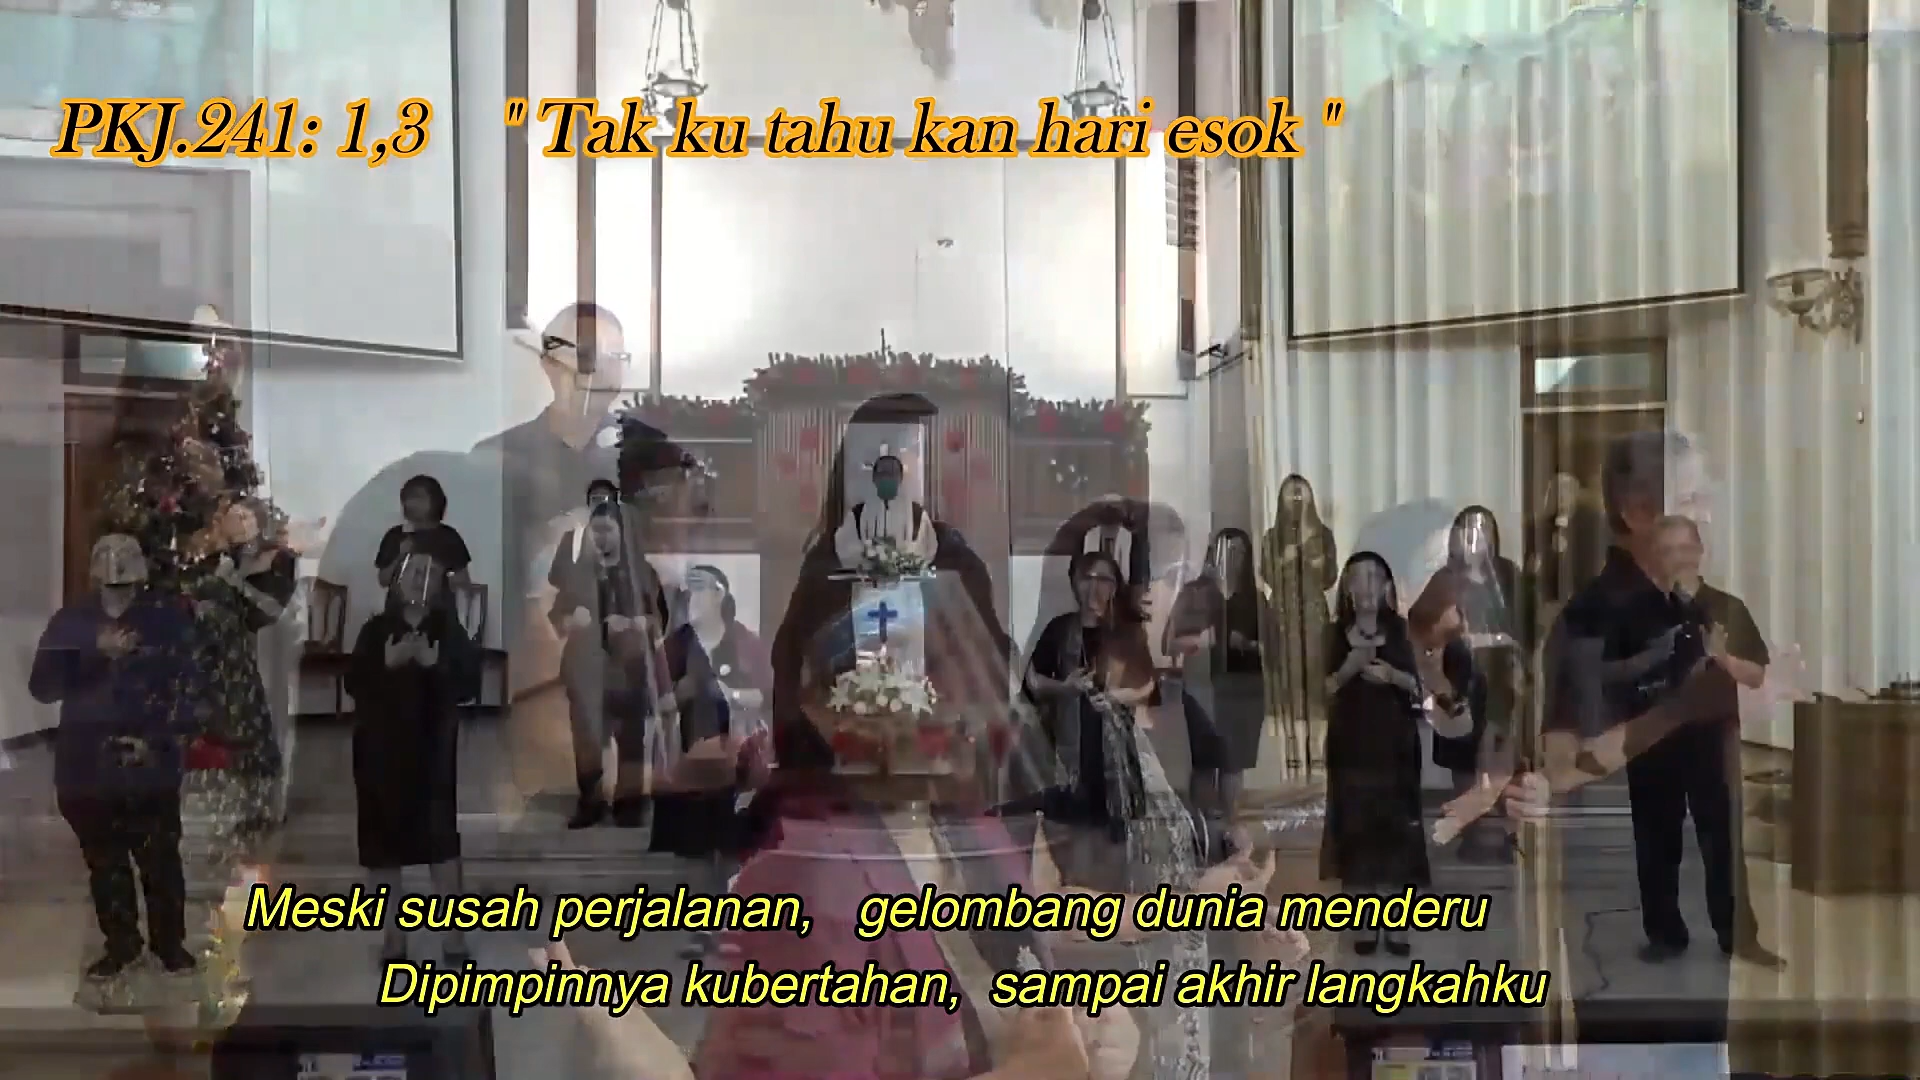 PKJ.241: 1,3 " Tak ku tahu kan hari esok "
Meski susah perjalanan, gelombang dunia menderu
Dipimpinnya kubertahan, sampai akhir langkahku